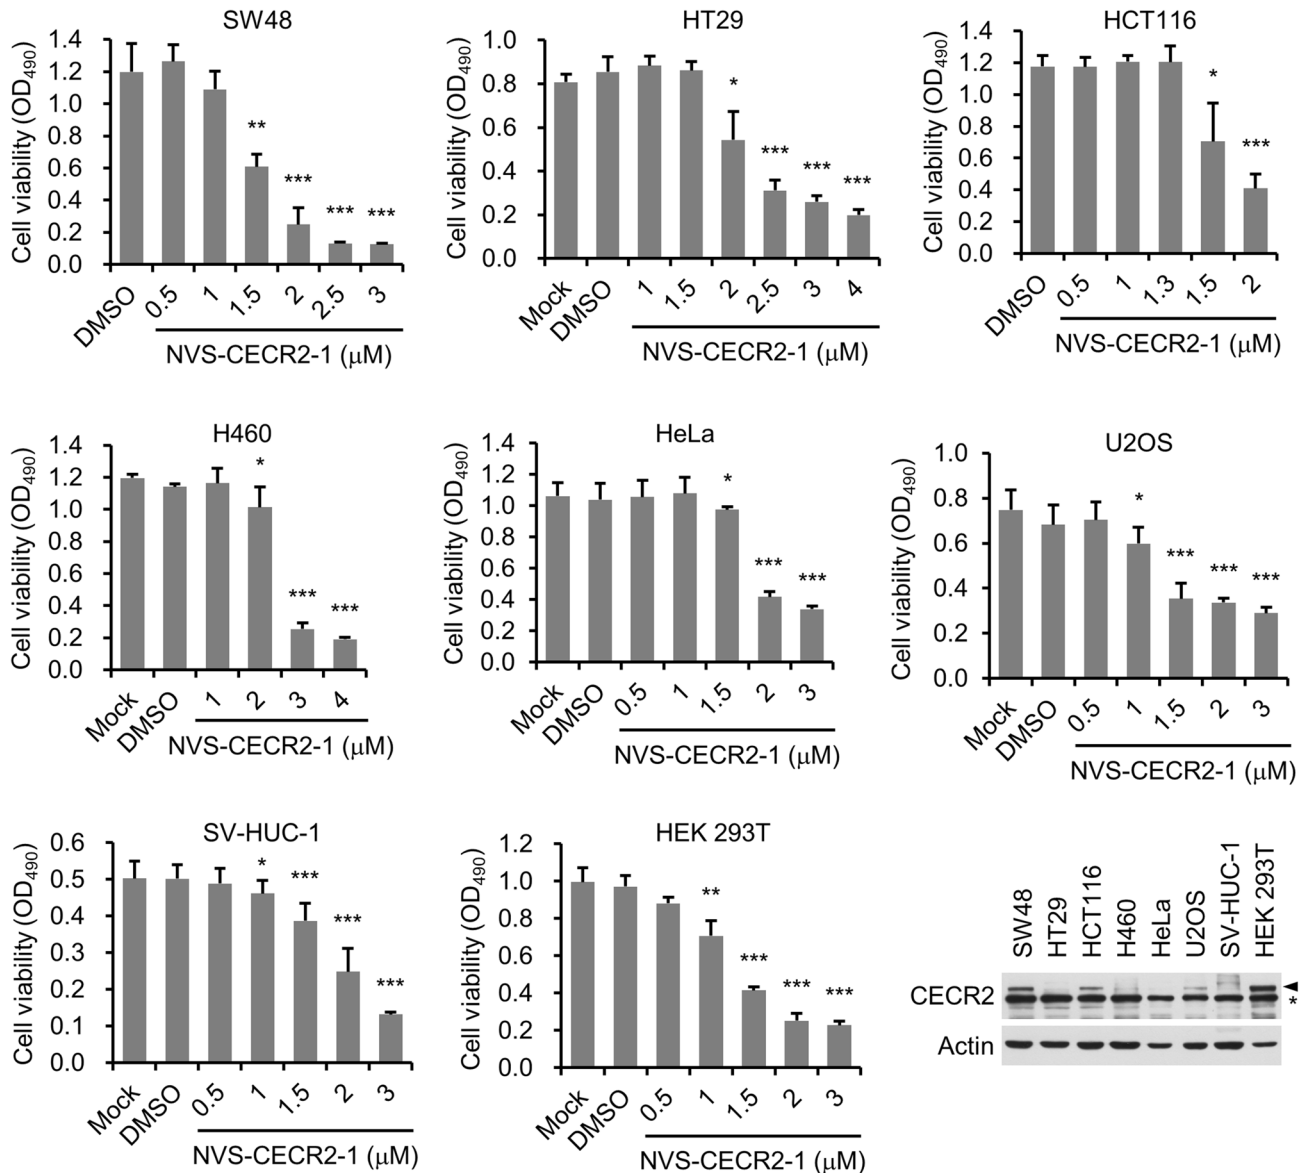 SW48
Cell viability (OD490)
1.4
1.2
1.0
0.8
0.6
0.4
0.2
0.0
**
***
***
***
DMSO
0.5
1
1.5
2
2.5
3
NVS-CECR2-1 (μM)
HT29
Cell viability (OD490)
1.0
0.8
0.6
0.4
0.2
0.0
*
***
***
***
Mock
DMSO
1
1.5
2
2.5
3
4
NVS-CECR2-1 (μM)
HCT116
Cell viability (OD490)
1.4
1.2
1.0
0.8
0.6
0.4
0.2
0.0
*
***
DMSO
0.5
1
1.3
1.5
2
NVS-CECR2-1 (μM)
H460
Cell viability (OD490)
1.4
1.2
1.0
0.8
0.6
0.4
0.2
0.0
*
***
***
Mock
DMSO
1
2
3
4
NVS-CECR2-1 (μM)
HeLa
Cell viability (OD490)
1.4
1.2
1.0
0.8
0.6
0.4
0.2
0.0
*
***
***
Mock
DMSO
0.5
1
1.5
2
3
NVS-CECR2-1 (μM)
U2OS
Cell viability (OD490)
1.0
0.8
0.6
0.4
0.2
0.0
*
***
***
***
Mock
DMSO
0.5
1
1.5
2
3
NVS-CECR2-1 (μM)
SV-HUC-1
Cell viability (OD490)
0.6
0.5
0.4
0.3
0.2
0.1
0.0
*
***
***
***
Mock
DMSO
0.5
1
1.5
2
3
NVS-CECR2-1 (μM)
HEK 293T
Cell viability (OD490)
1.2
1.0
0.8
0.6
0.4
0.2
0.0
**
***
***
***
Mock
DMSO
0.5
1
1.5
2
3
NVS-CECR2-1 (μM)
SW48
HT29
HCT116
H460
HeLa
U2OS
SV-HUC-1
HEK 293T
CECR2
*
Actin